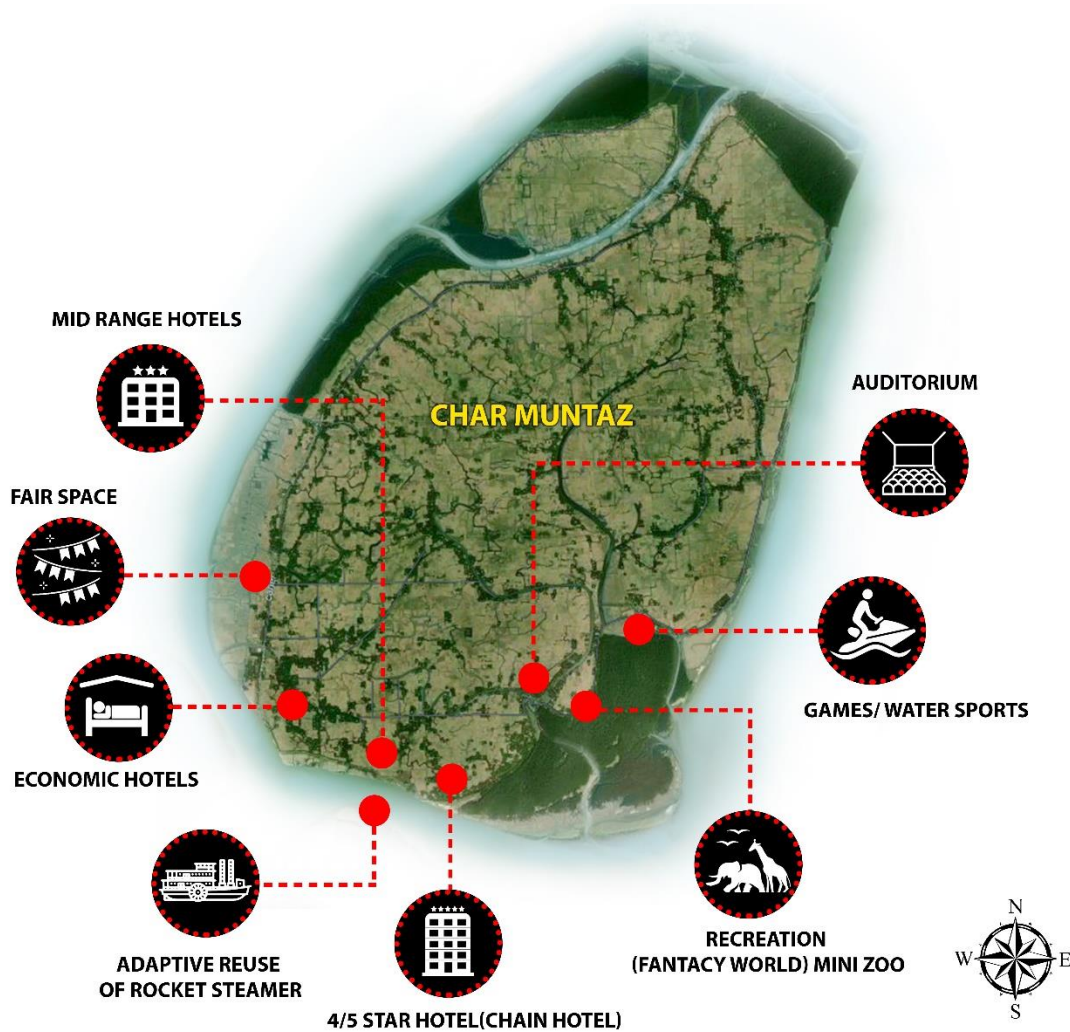 MID RANGE HOTELS
AUDITORIUM
CHAR MUNTAZ
FAIR SPACE
GAMES/ WATER SPORTS
ECONOMIC HOTELS
ADAPTIVE REUSE
OF ROCKET STEAMER
4/5 STAR HOTEL(CHAIN HOTEL)
RECREATION
(FANTACY WORLD) MINI ZOO
N
W E
S